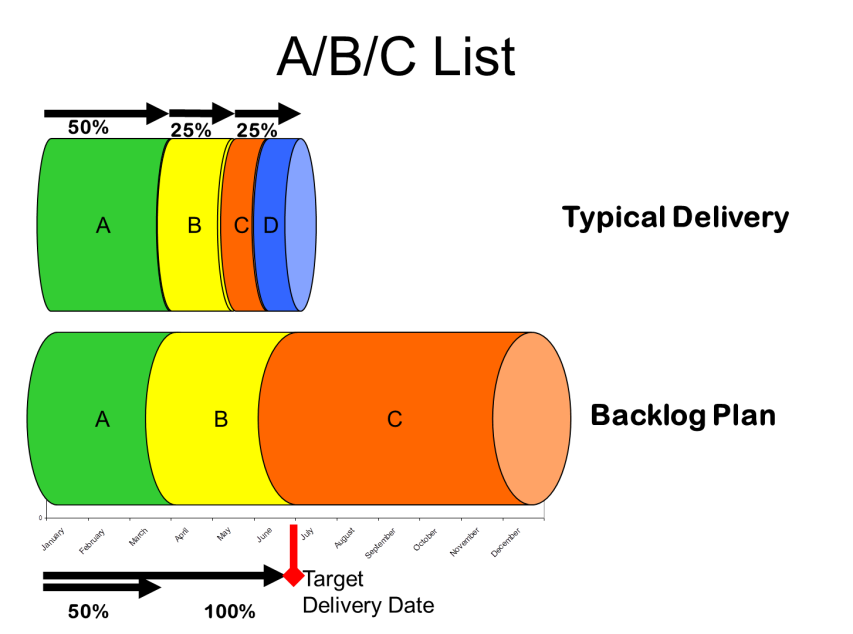 A/B/C List
50%
25%
25%
A
B
C
D
Typical Delivery
A
B
C
Backlog Plan
0
January
February
March
April
May
June
July
August
September
October
November
December
Target
Delivery Date
50%
100%